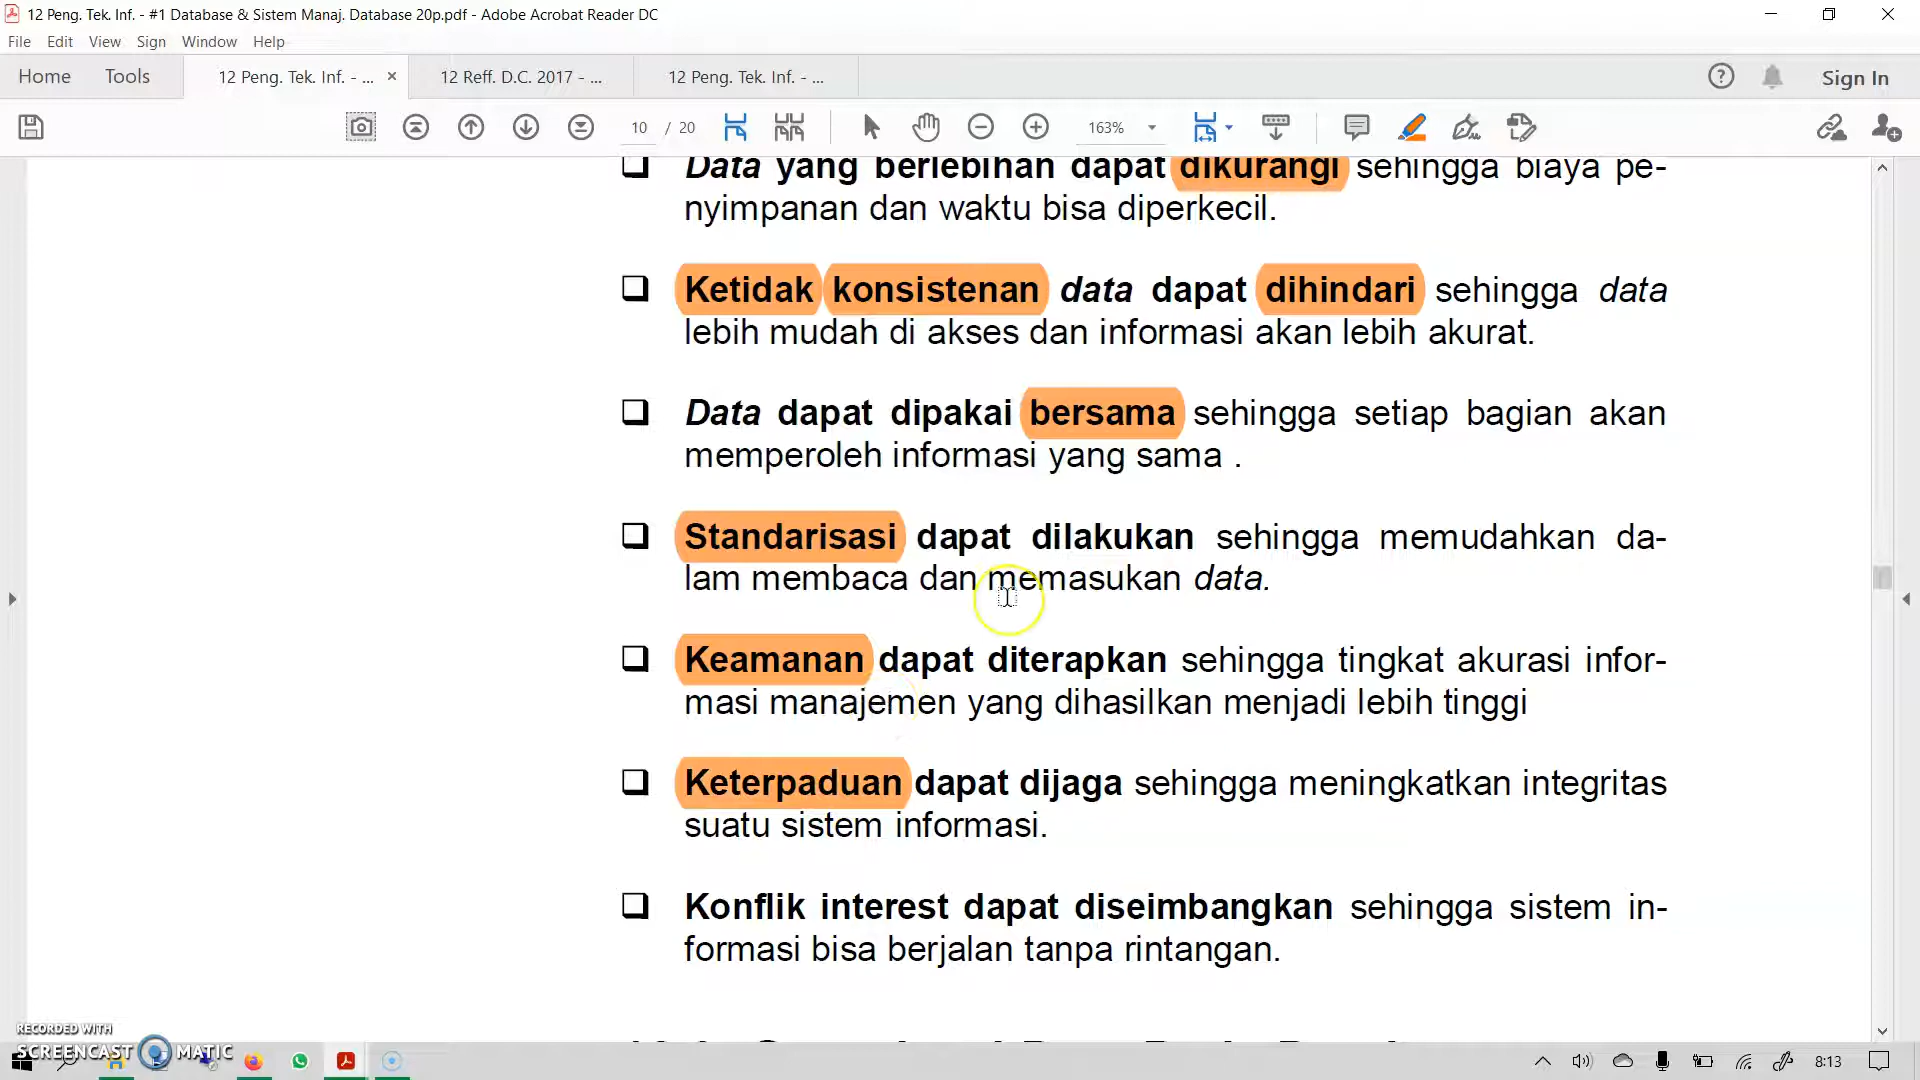 12 Peng. Tek. Inf. - #1 Database & Sistem Manaj. Database 20p.pdf - Adobe Acrobat Reader DC
File Edit View Sign Window Help
Home Tools 12 Peng. Tek. Inf. - ... × 12 Reff. D.C. 2017 - ... 12 Peng. Tek. Inf. - ... Sign In
10 / 20 163%
Data yang berlebihan dapat dikurangi sehingga biaya pe-
nyimpanan dan waktu bisa diperkecil.
Ketidak konsistenan data dapat dihindari sehingga data
lebih mudah di akses dan informasi akan lebih akurat.
Data dapat dipakai bersama sehingga setiap bagian akan
memperoleh informasi yang sama .
Standarisasi dapat dilakukan sehingga memudahkan da-
lam membaca dan memasukan data.
Keamanan dapat diterapkan sehingga tingkat akurasi infor-
masi manajemen yang dihasilkan menjadi lebih tinggi
Keterpaduan dapat dijaga sehingga meningkatkan integritas
suatu sistem informasi.
Konflik interest dapat diseimbangkan sehingga sistem in-
formasi bisa berjalan tanpa rintangan.
RECORDED WITH
SCREENCAST MATIC
8:13